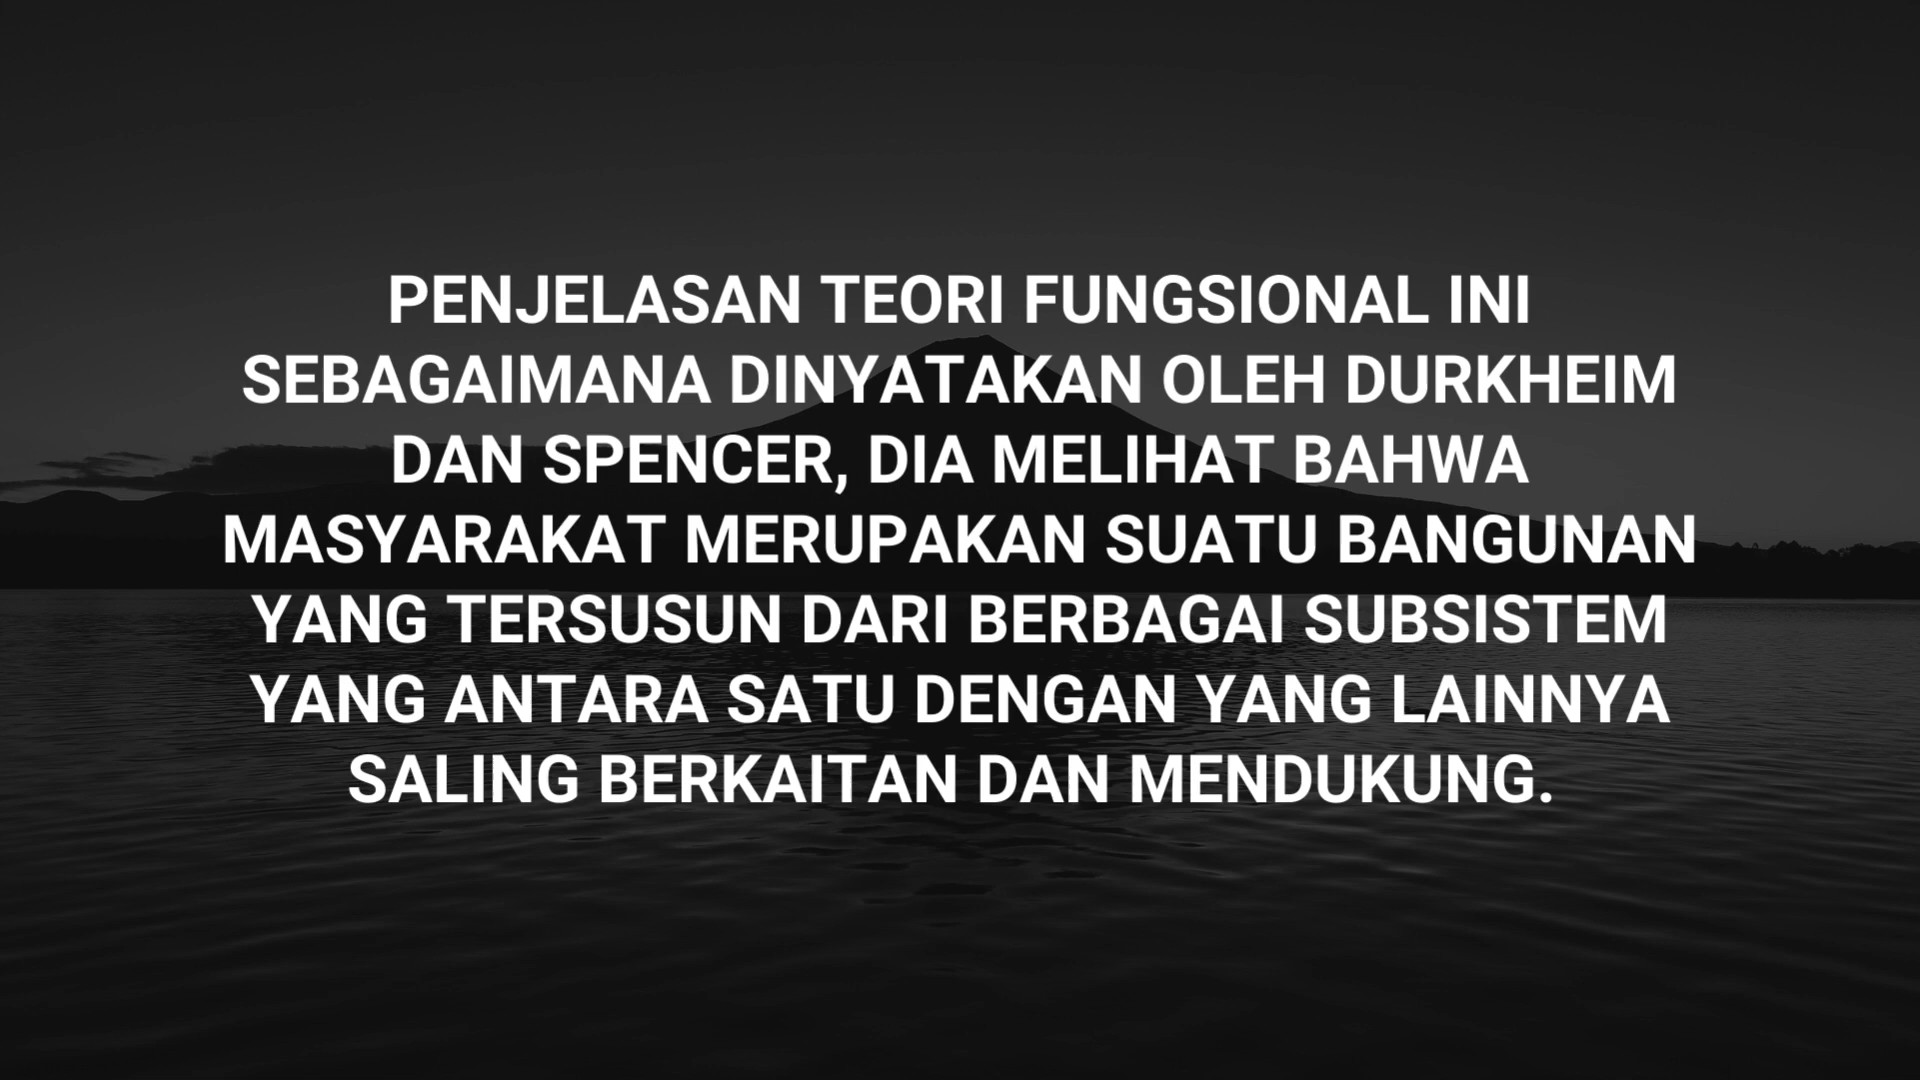 PENJELASAN TEORI FUNGSIONAL INI
SEBAGAIMANA DINYATAKAN OLEH DURKHEIM
DAN SPENCER, DIA MELIHAT BAHWA
MASYARAKAT MERUPAKAN SUATU BANGUNAN
YANG TERSUSUN DARI BERBAGAI SUBSISTEM
YANG ANTARA SATU DENGAN YANG LAINNYA
SALING BERKAITAN DAN MENDUKUNG.